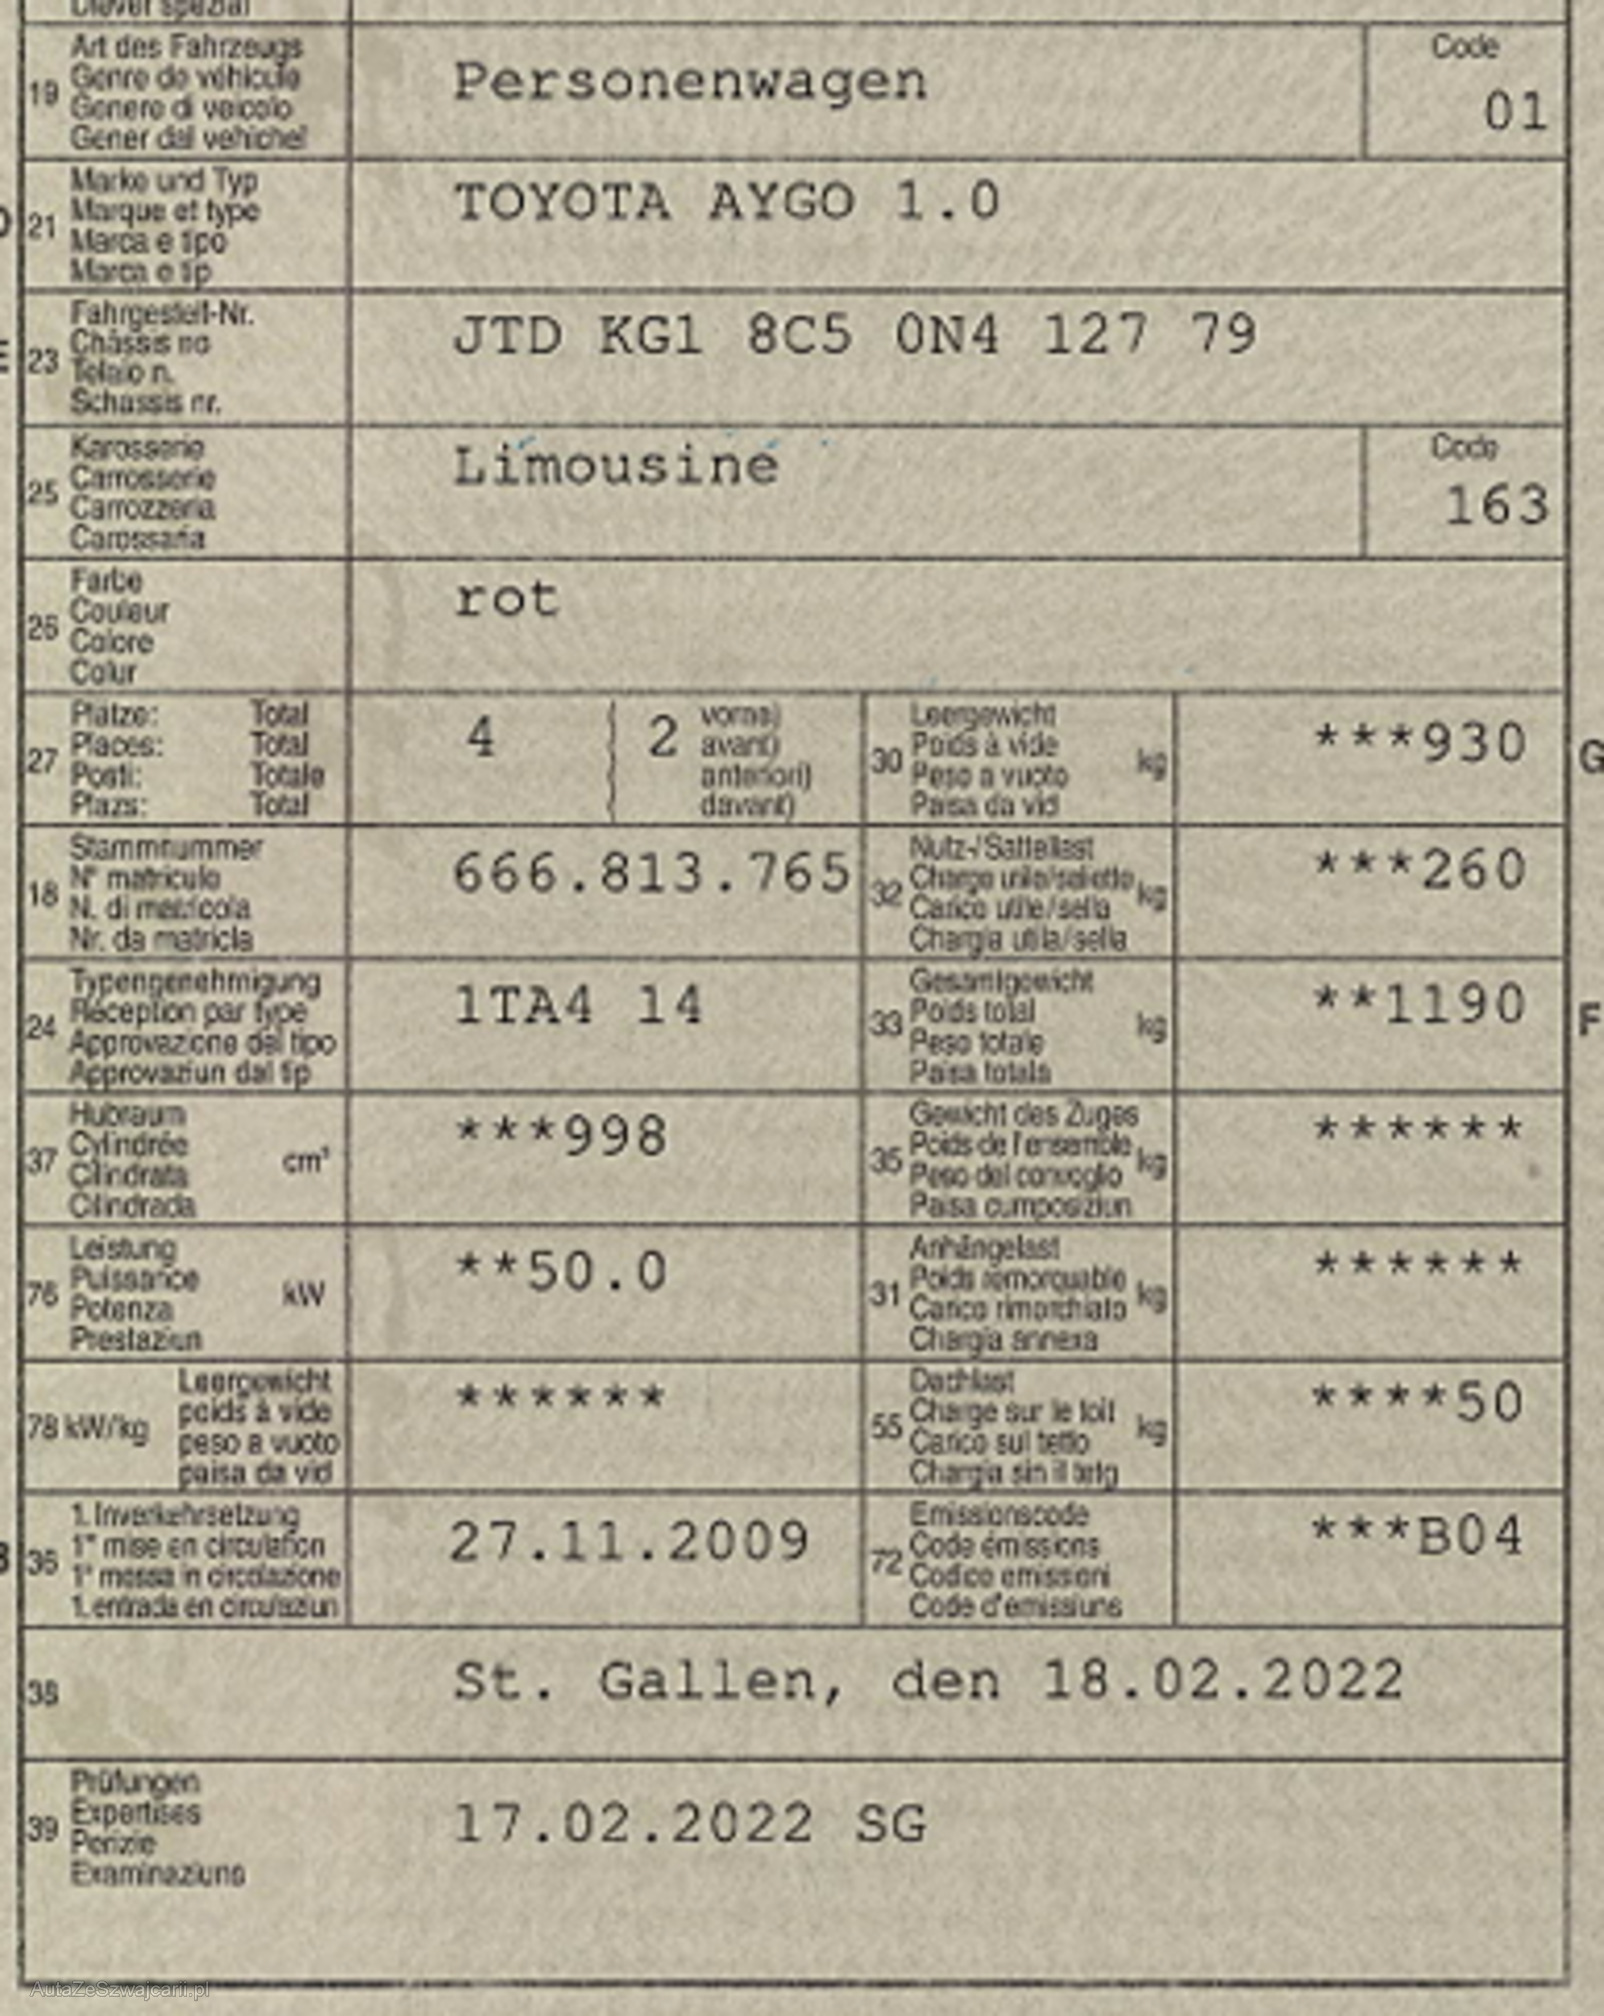 Clever spezial
19
Art des Fahrzeugs
Genre de véhicule
Genere di veicolo
Gener dal vehichel
Personenwagen
Code
01
21
Marke und Typ
Marque et type
Marca e tipo
Marca e tip
TOYOTA AYGO 1.0
23
Fahrgestell-Nr.
Châssis no
Telaio n.
Schassis nr.
JTD KG1 8C5 0N4 127 79
25
Karosserie
Carrosserie
Carrozzeria
Carossaria
Limousine
Code
163
26
Farbe
Couleur
Colore
Colur
rot
27
Plätze: Total
Places: Total
Posti: Totale
Plazs: Total
4
2
vorne)
avant)
anteriori)
davant)
30
Leergewicht
Poids à vide
Peso a vuoto
Paisa da vid
kg
***930
G
18
Stammnummer
N° matricule
N. di matricola
Nr. da matricla
666.813.765
32
Nutz-/Sattellast
Charge utile/sellette
Carico utile/sella
Chargia utila/sella
kg
***260
24
Typengenehmigung
Réception par type
Approvazione del tipo
Approvaziun dal tip
1TA4 14
33
Gesamtgewicht
Poids total
Peso totale
Paisa totala
kg
**1190
F
37
Hubraum
Cylindrée
Cilindrata
Cilindrada
cm³
***998
35
Gewicht des Zuges
Poids de l'ensemble
Peso del convoglio
Paisa cumposiziun
kg
******
76
Leistung
Puissance
Potenza
Prestaziun
kW
**50.0
31
Anhängelast
Poids remorquable
Carico rimorchiato
Chargia annexa
kg
******
78 kW/kg
Leergewicht
poids à vide
peso a vuoto
paisa da vid
******
55
Dachlast
Charge sur le toit
Carico sul tetto
Chargia sin il tetg
kg
****50
36
1. Inverkehrsetzung
1re mise en circulation
1a messa in circolazione
1. entrada en circulaziun
27.11.2009
72
Emissionscode
Code émissions
Codice emissioni
Code d'emissiuns
***B04
38
St. Gallen, den 18.02.2022
39
Prüfungen
Expertises
Perizie
Examinaziuns
17.02.2022 SG
AutaZeSzwajcarii.pl